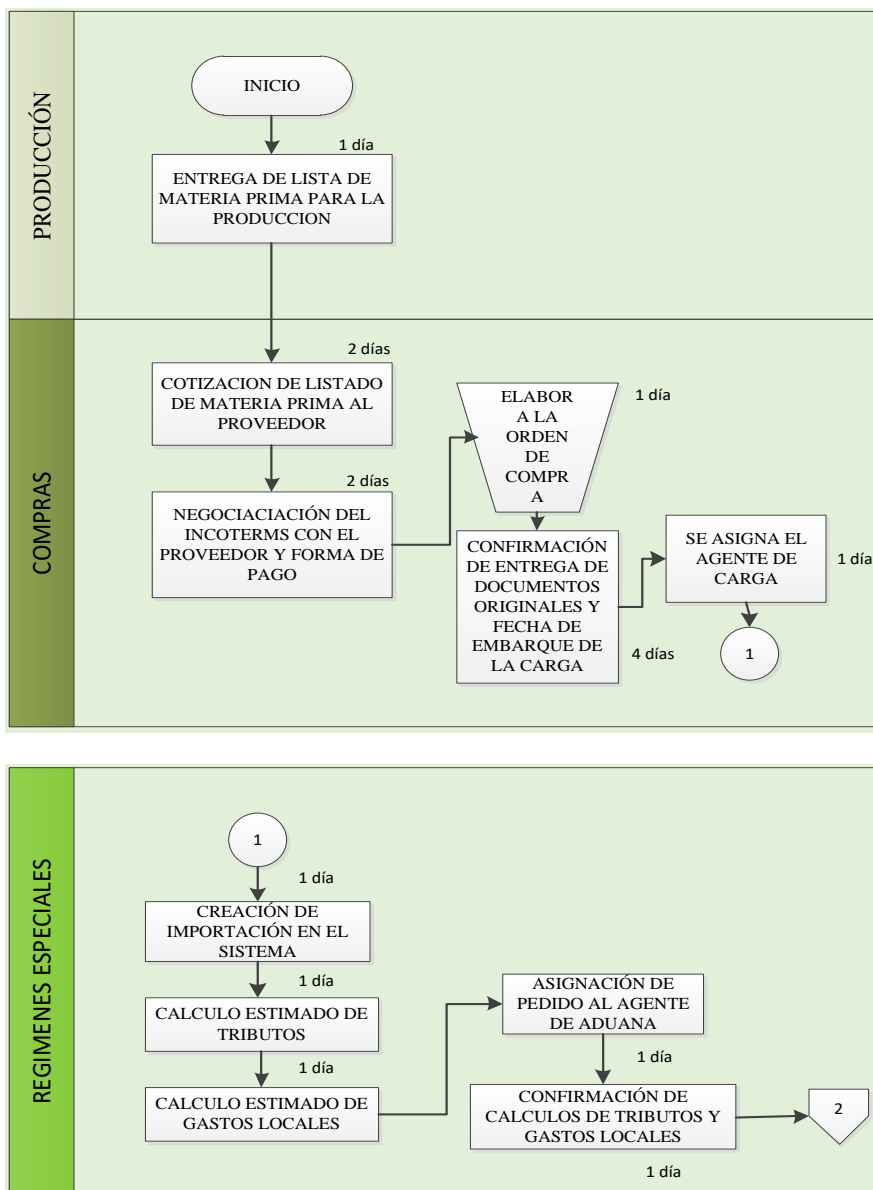 PRODUCCIÓN
INICIO
1 día
ENTREGA DE LISTA DE
MATERIA PRIMA PARA LA
PRODUCCION
COMPRAS
2 días
COTIZACION DE LISTADO
DE MATERIA PRIMA AL
PROVEEDOR
2 días
NEGOCIACIACIÓN DEL
INCOTERMS CON EL
PROVEEDOR Y FORMA DE
PAGO
ELABOR
A LA
ORDEN
DE
COMPR
A
1 día
CONFIRMACIÓN
DE ENTREGA DE
DOCUMENTOS
ORIGINALES Y
FECHA DE
EMBARQUE DE
LA CARGA
4 días
SE ASIGNA EL
AGENTE DE
CARGA
1 día
1
REGIMENES ESPECIALES
1
1 día
CREACIÓN DE
IMPORTACIÓN EN EL
SISTEMA
1 día
CALCULO ESTIMADO DE
TRIBUTOS
1 día
CALCULO ESTIMADO DE
GASTOS LOCALES
ASIGNACIÓN DE
PEDIDO AL AGENTE
DE ADUANA
1 día
CONFIRMACIÓN DE
CALCULOS DE TRIBUTOS Y
GASTOS LOCALES
1 día
2